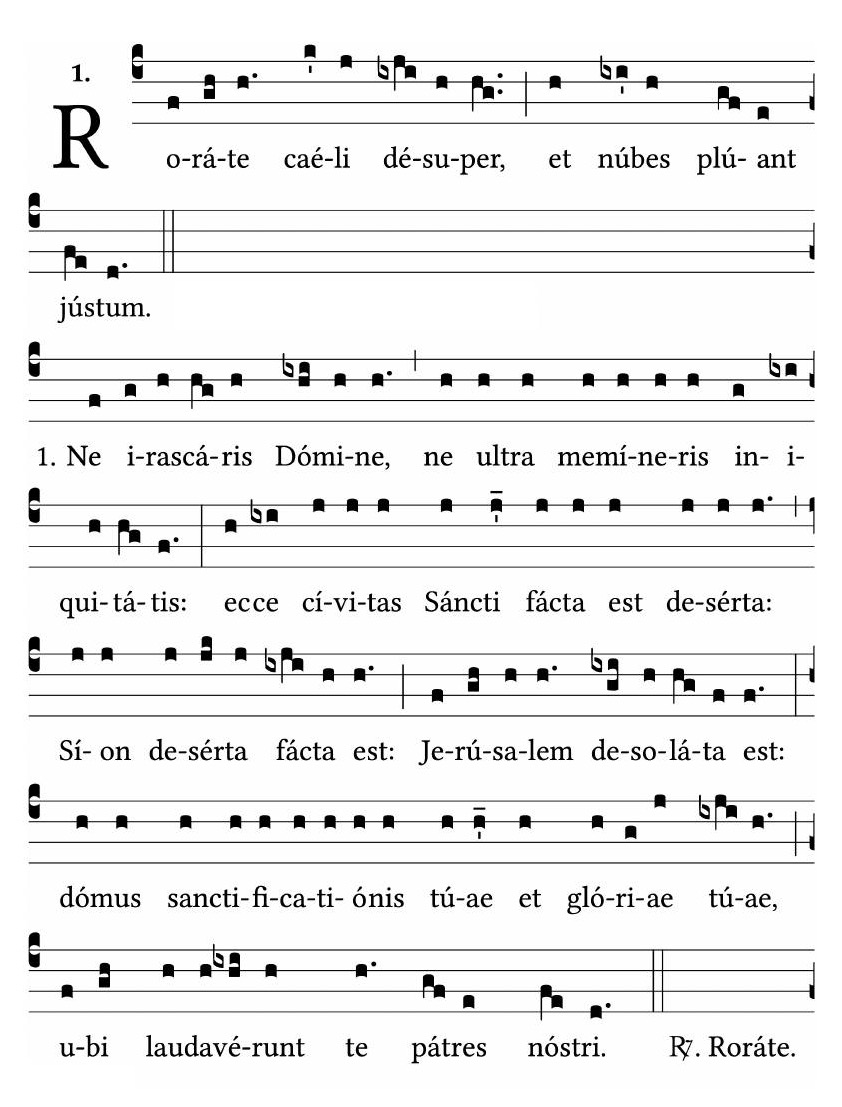 1.
Ro-rá-te caé-li dé-su-per, et núbes plú-ant
jústum.
1. Ne i-rascá-ris Dómi-ne, ne ultra memí-ne-ris in-i-
qui-tá-tis: ecce cí-vi-tas Sáncti fácta est de-sérta:
Sí-on de-sérta fácta est: Je-rú-sa-lem de-so-lá-ta est:
dómus sancti-fi-ca-ti-ónis tú-ae et gló-ri-ae tú-ae,
u-bi laudavé-runt te pátres nóstri. ℟. Roráte.